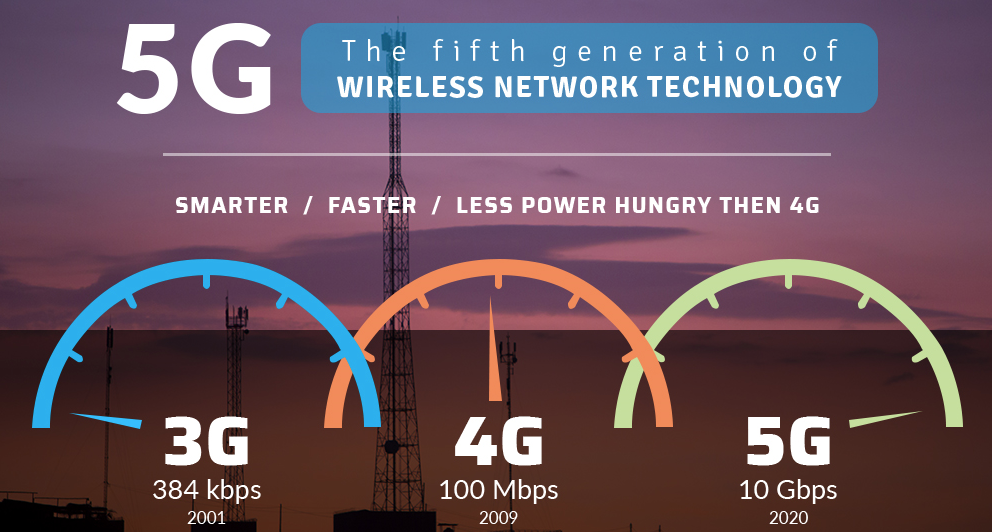 5G
The fifth generation of
WIRELESS NETWORK TECHNOLOGY
SMARTER / FASTER / LESS POWER HUNGRY THEN 4G
3G
384 kbps
2001
4G
100 Mbps
2009
5G
10 Gbps
2020